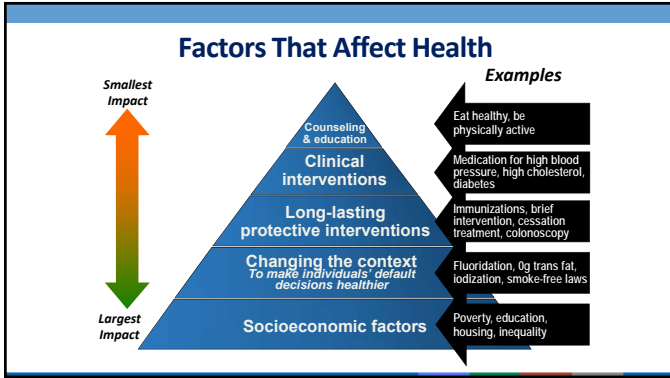 Factors That Affect Health
Smallest
Impact
Examples
Counseling
& education
Eat healthy, be
physically active
Clinical
interventions
Medication for high blood
pressure, high cholesterol,
diabetes
Long-lasting
protective interventions
Immunizations, brief
intervention, cessation
treatment, colonoscopy
Changing the context
To make individuals' default
decisions healthier
Fluoridation, 0g trans fat,
iodization, smoke-free laws
Largest
Impact
Socioeconomic factors
Poverty, education,
housing, inequality